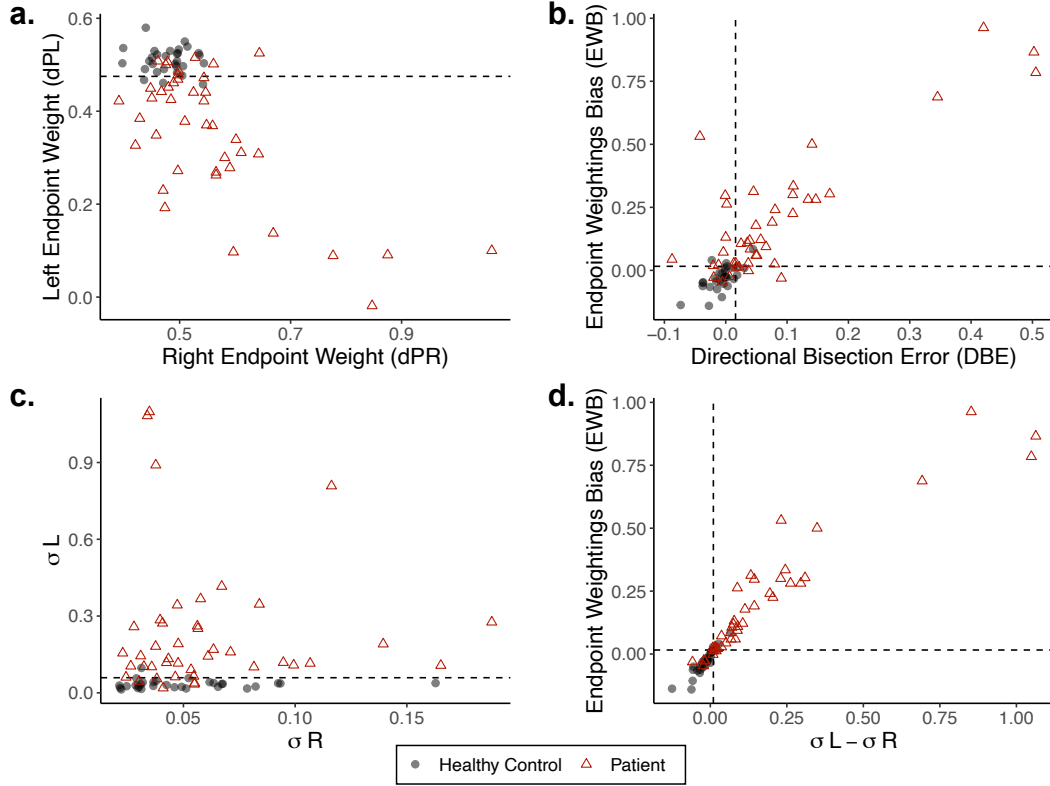 a.
Left Endpoint Weight (dPL)
0.6
0.4
0.2
0.0
0.5 0.7 0.9
Right Endpoint Weight (dPR)
b.
Endpoint Weightings Bias (EWB)
1.00
0.75
0.50
0.25
0.00
−0.1 0.0 0.1 0.2 0.3 0.4 0.5
Directional Bisection Error (DBE)
c.
σ L
0.9
0.6
0.3
0.0
0.05 0.10 0.15
σ R
d.
Endpoint Weightings Bias (EWB)
1.00
0.75
0.50
0.25
0.00
0.00 0.25 0.50 0.75 1.00
σ L − σ R
Healthy Control Patient